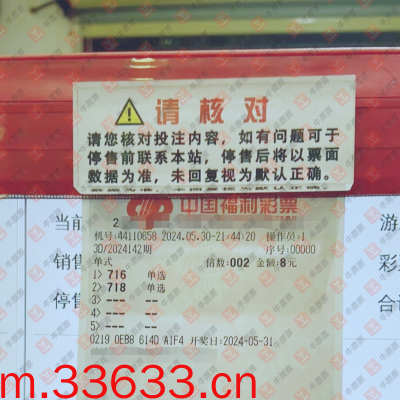 请核对
请您核对投注内容，如有问题可于
停售前联系本站，停售后将以票面
数据为准，未回复视为默认正确。
中国福利彩票
2
机号:44110658 2024.05.30-21:44:20 操作员:1
3D/2024142期 序号:00000
单式 倍数:002 金额:8元
1> 716 单选
2> 718 单选
3> --- ---
4> --- ---
5> --- ---
0219 0EB8 6140 A1F4 开奖日:2024-05-31
当前
销售
停售
游
彩
合
m.33633.cn